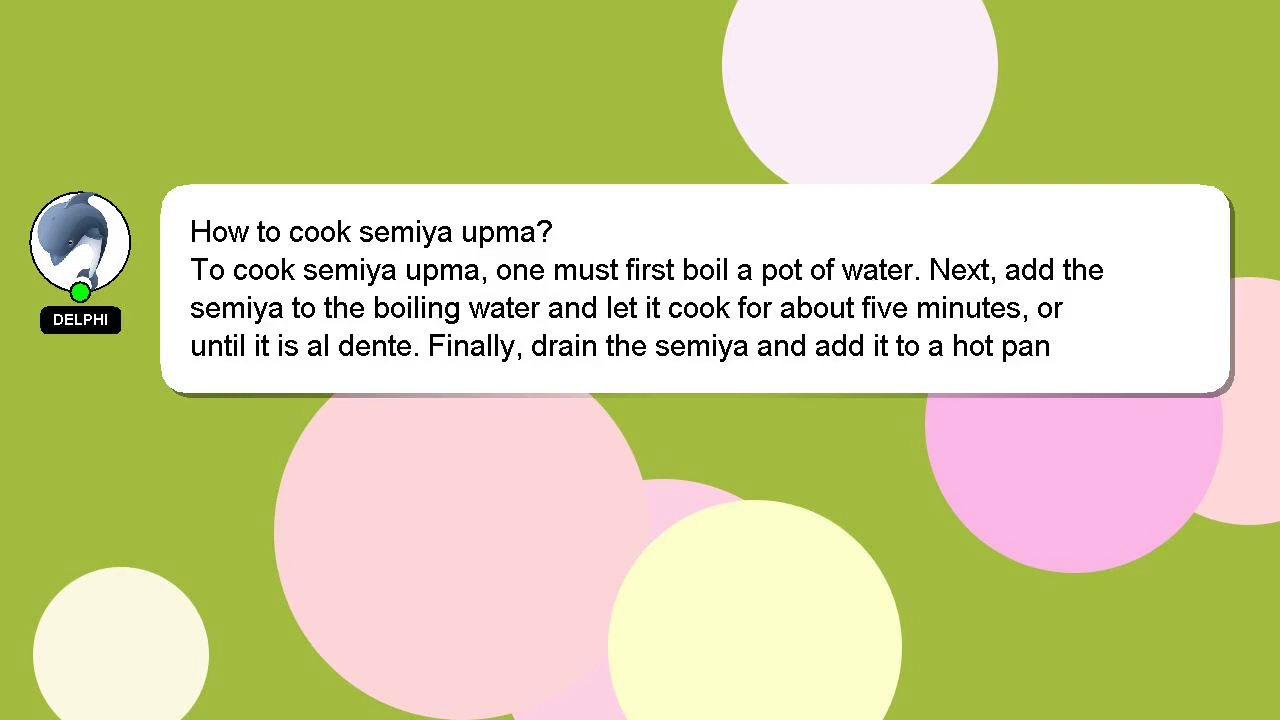 How to cook semiya upma?
To cook semiya upma, one must first boil a pot of water. Next, add the
semiya to the boiling water and let it cook for about five minutes, or
until it is al dente. Finally, drain the semiya and add it to a hot pan
DELPHI